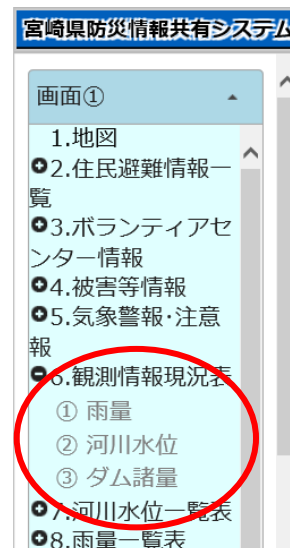 宮崎県防災情報共有システム
画面①
1.地図
2.住民避難情報一
覧
3.ボランティアセ
ンター情報
4.被害等情報
5.気象警報・注意
報
6.観測情報現況表
① 雨量
② 河川水位
③ ダム諸量
7.河川水位一覧表
8.雨量一覧表